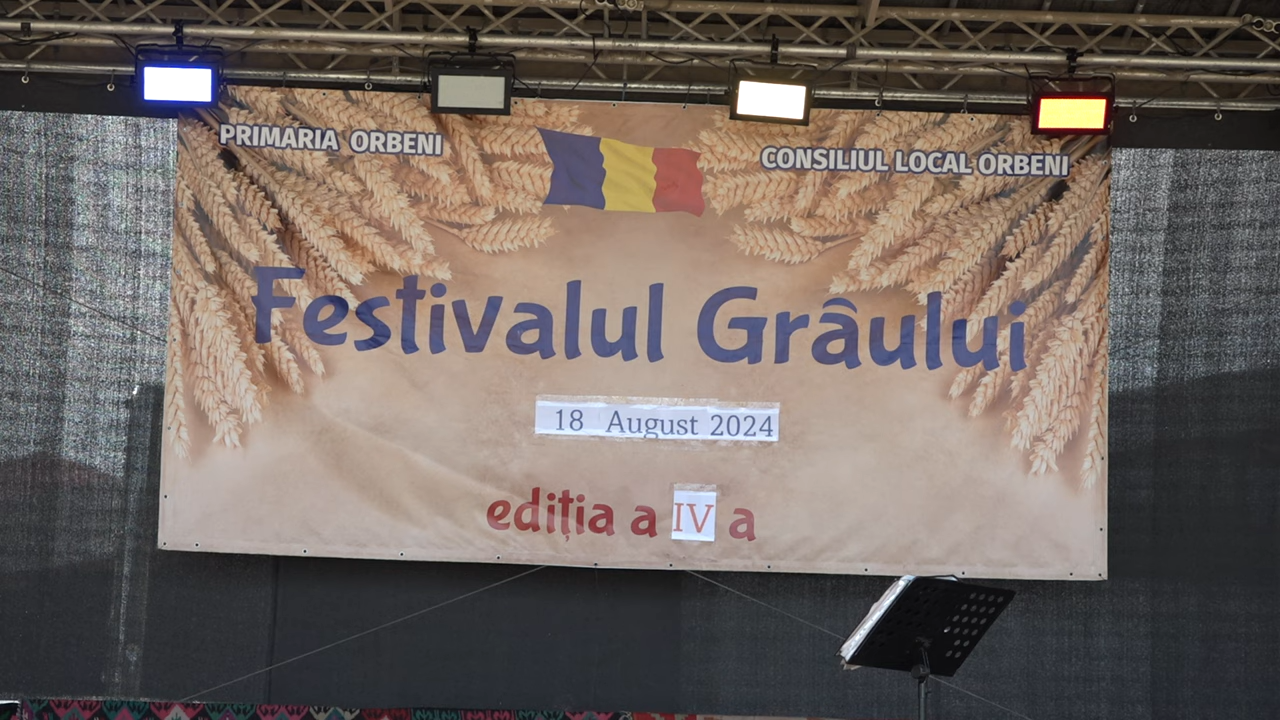 PRIMARIA ORBENI
CONSILIUL LOCAL ORBENI
Festivalul Grâului
18 August 2024
ediția a IV a